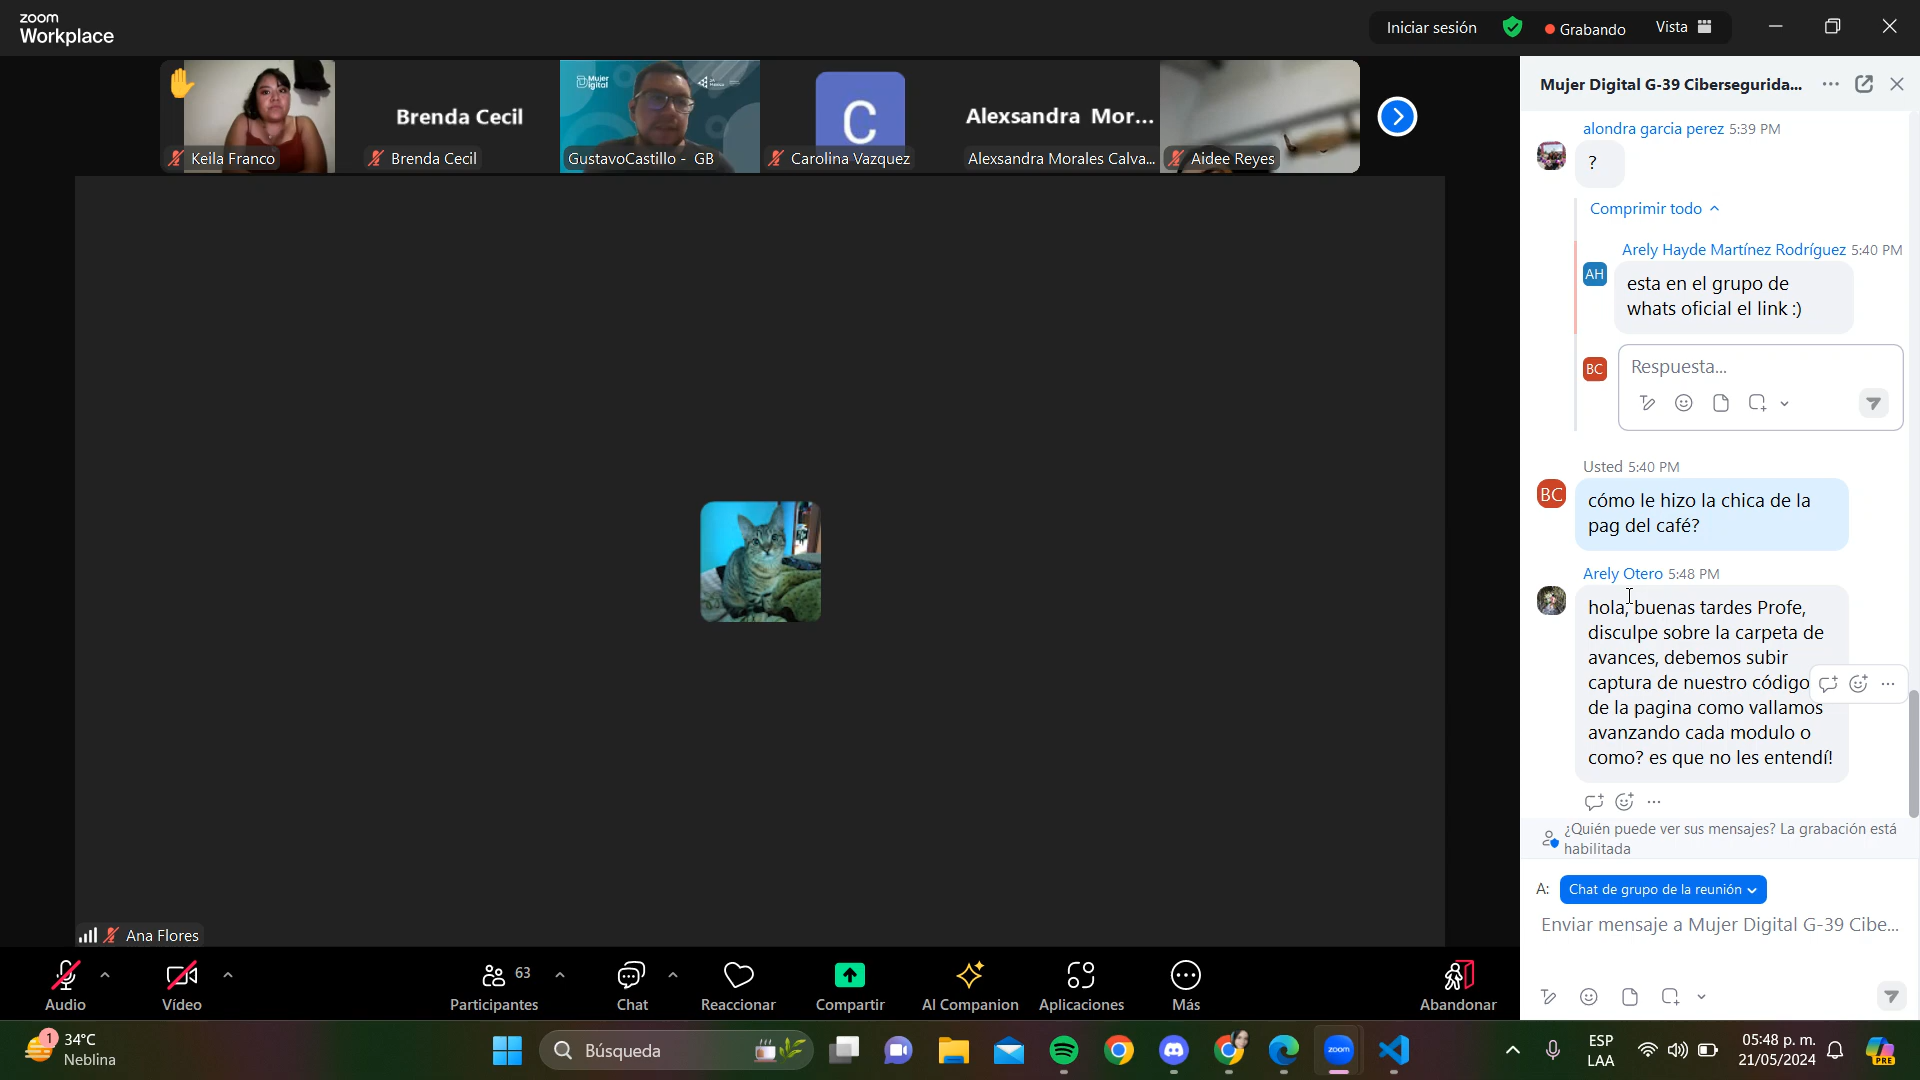 zoom
Workplace
Iniciar sesión
Grabando
Vista
Keila Franco
Brenda Cecil
Brenda Cecil
Mujer
Digital
GustavoCastillo - GB
C
Carolina Vazquez
Alexsandra Mor...
Alexsandra Morales Calva...
Aidee Reyes
Ana Flores
Mujer Digital G-39 Cibersegurida...
alondra garcia perez 5:39 PM
?
Comprimir todo
Arely Hayde Martínez Rodríguez 5:40 PM
AH
esta en el grupo de
whats oficial el link :)
BC
Respuesta...
Usted 5:40 PM
BC
cómo le hizo la chica de la
pag del café?
Arely Otero 5:48 PM
hola, buenas tardes Profe,
disculpe sobre la carpeta de
avances, debemos subir
captura de nuestro código
de la pagina como vallamos
avanzando cada modulo o
como? es que no les entendí!
¿Quién puede ver sus mensajes? La grabación está
habilitada
A:
Chat de grupo de la reunión
Enviar mensaje a Mujer Digital G-39 Cibe...
Audio
Vídeo
63
Participantes
Chat
Reaccionar
Compartir
AI Companion
Aplicaciones
Más
Abandonar
1
34°C
Neblina
Búsqueda
zoom
ESP
LAA
05:48 p. m.
21/05/2024
PRE